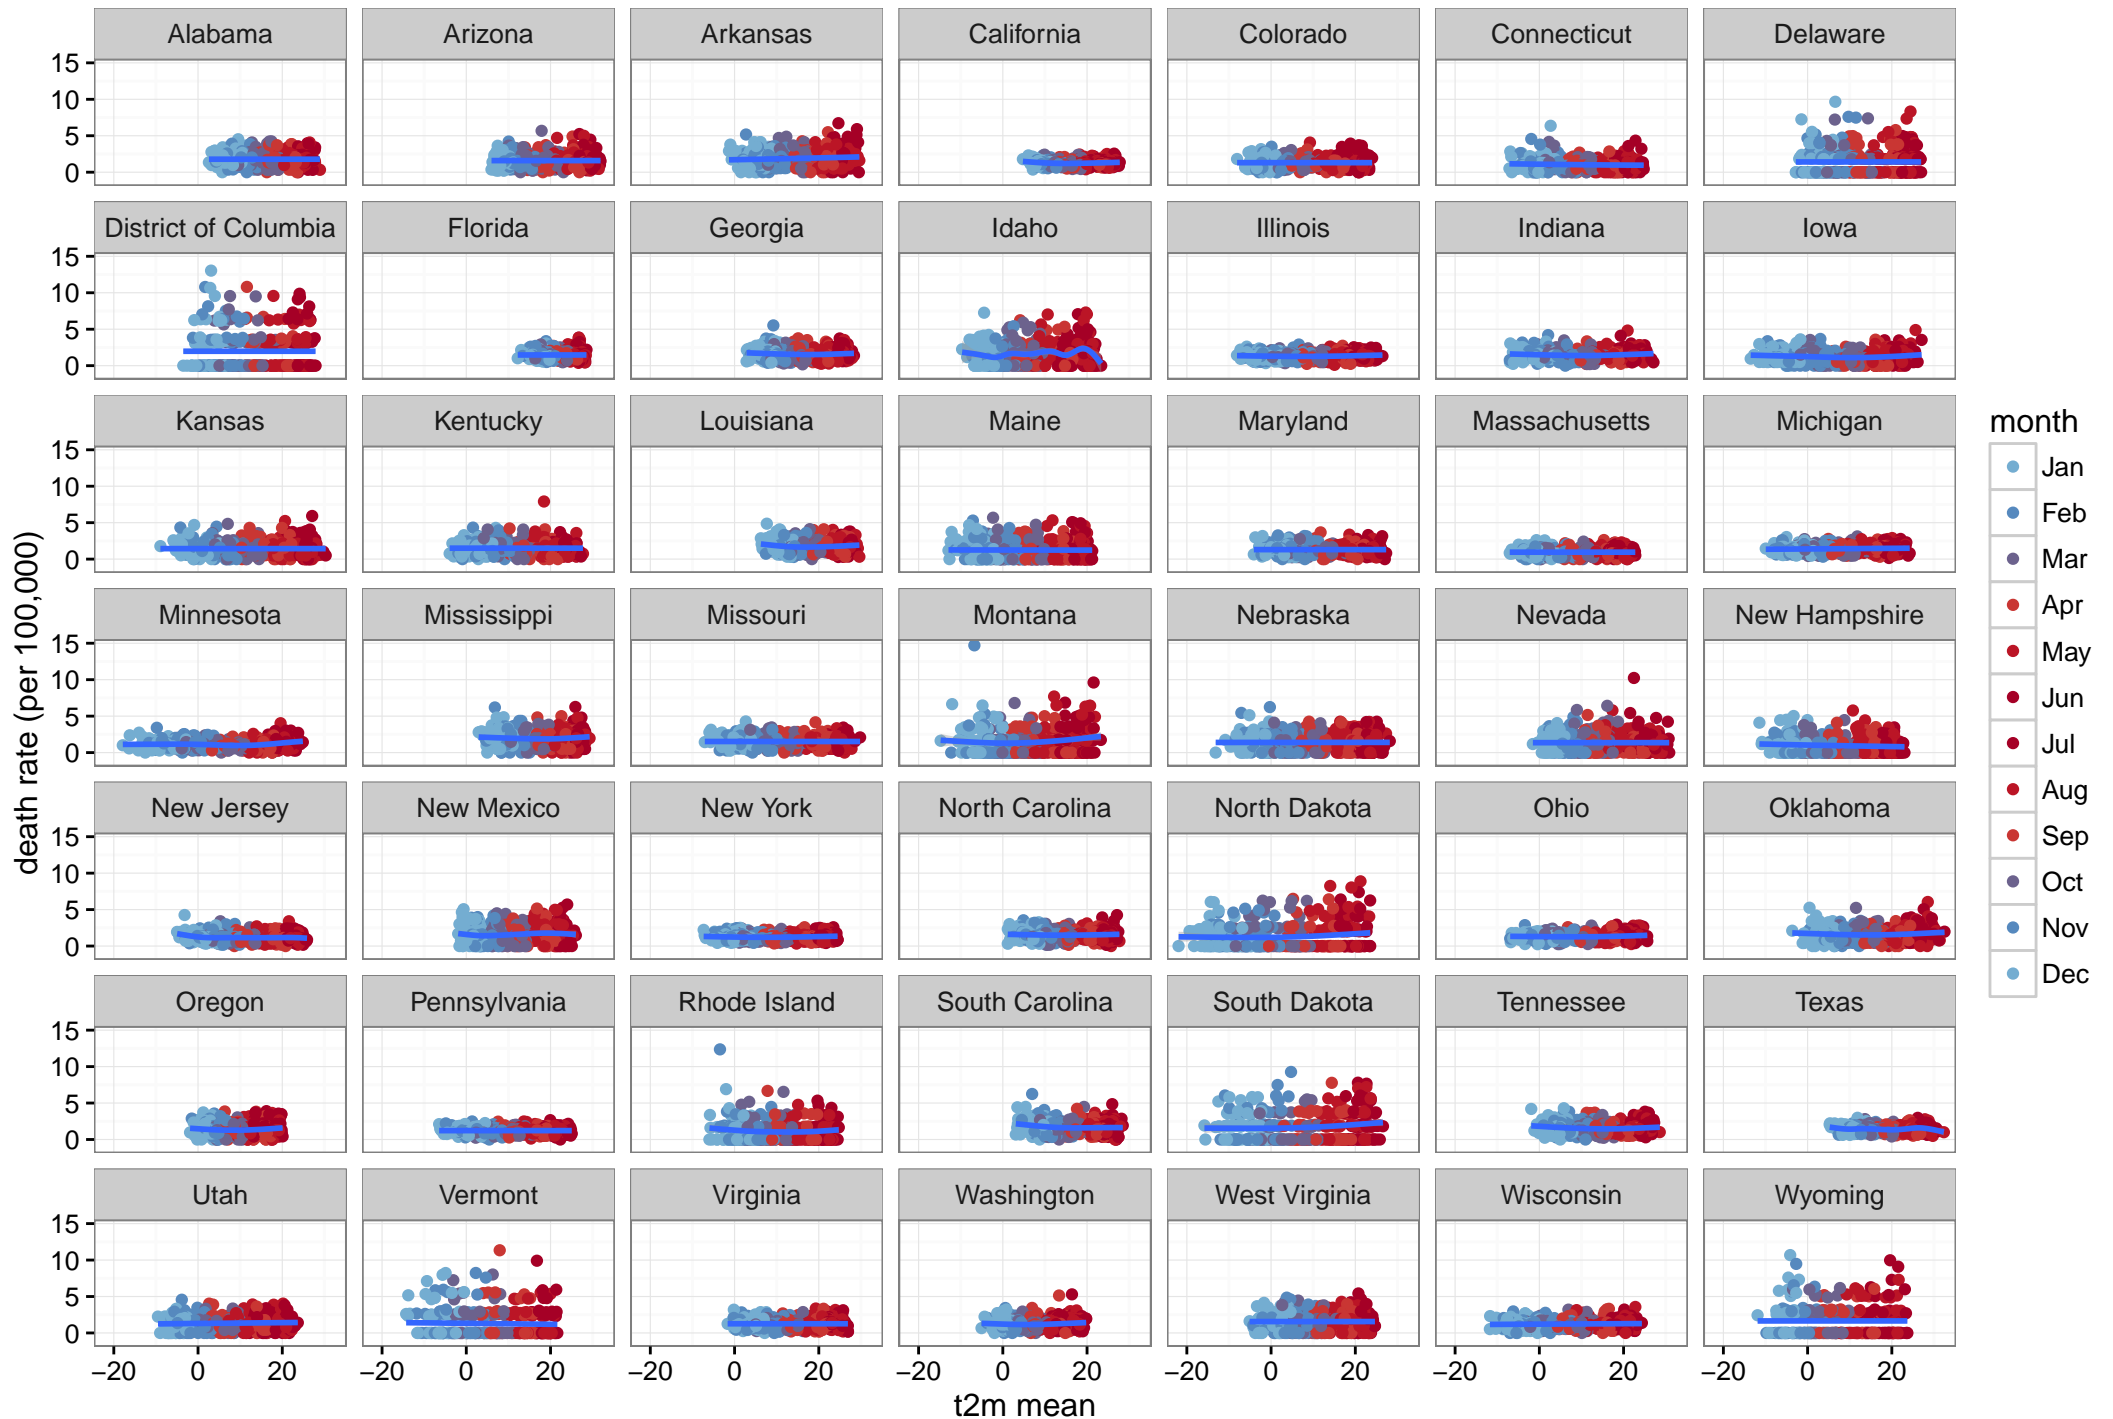 Alabama Arizona Arkansas California Colorado Connecticut Delaware
15
10
5
0
District of Columbia Florida Georgia Idaho Illinois Indiana Iowa
15
10
5
0
Kansas Kentucky Louisiana Maine Maryland Massachusetts Michigan
15
10
5
0
Minnesota Mississippi Missouri Montana Nebraska Nevada New Hampshire
15
10
5
0
New Jersey New Mexico New York North Carolina North Dakota Ohio Oklahoma
15
10
5
0
Oregon Pennsylvania Rhode Island South Carolina South Dakota Tennessee Texas
15
10
5
0
Utah Vermont Virginia Washington West Virginia Wisconsin Wyoming
15
10
5
0
−20 0 20 −20 0 20 −20 0 20 −20 0 20 −20 0 20 −20 0 20 −20 0 20
t2m mean
death rate (per 100,000)
month
Jan
Feb
Mar
Apr
May
Jun
Jul
Aug
Sep
Oct
Nov
Dec